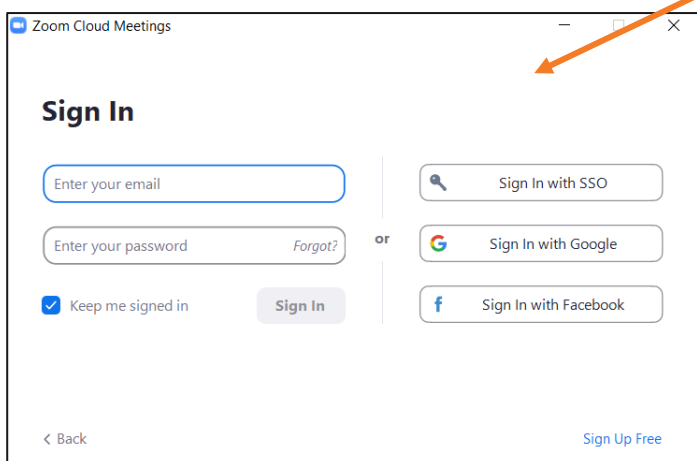 Zoom Cloud Meetings
Sign In
Enter your email
Enter your password Forgot?
Keep me signed in Sign In
or
Sign In with SSO
Sign In with Google
Sign In with Facebook
Back
Sign Up Free